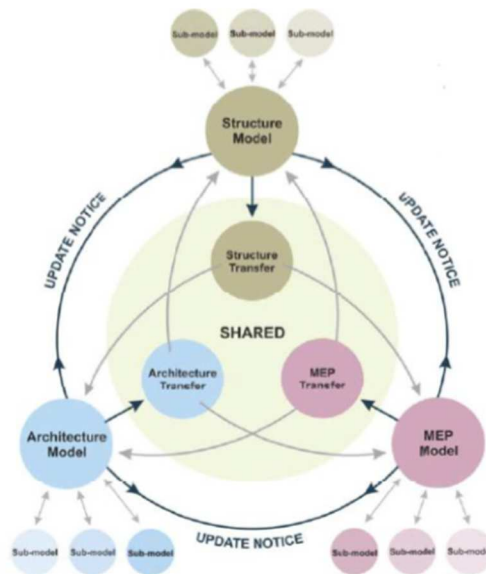 Sub-model
Sub-model
Sub-model
Structure
Model
UPDATE NOTICE
UPDATE NOTICE
Structure
Transfer
SHARED
Architecture
Transfer
MEP
Transfer
Architecture
Model
MEP
Model
UPDATE NOTICE
Sub-model
Sub-model
Sub-model
Sub-model
Sub-model
Sub-model